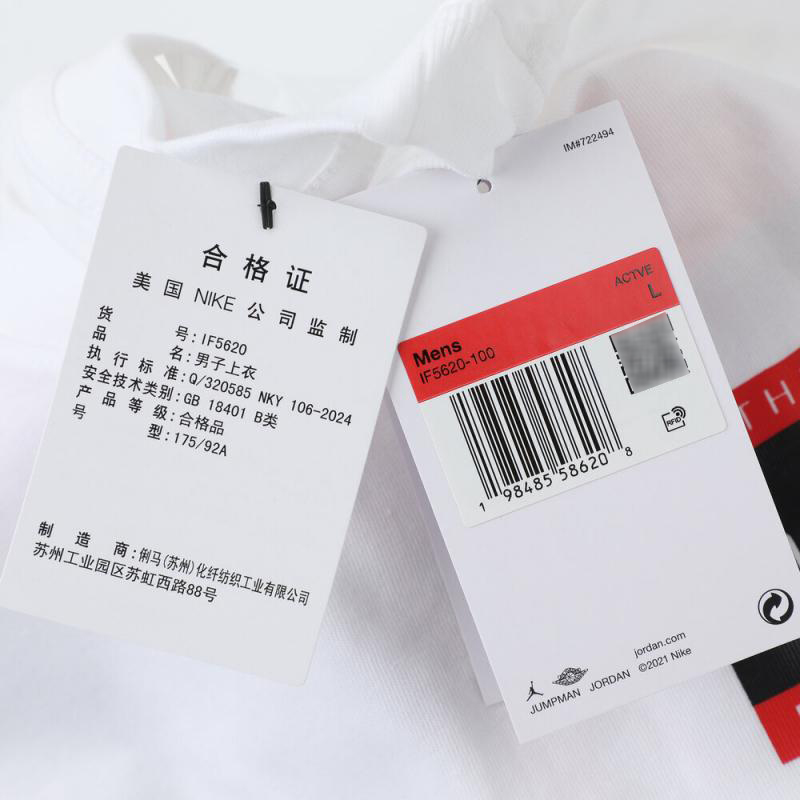 合格证
美国 NIKE 公司监制
货号:IF5620
品名:男子上衣
执行标准:Q/320585 NKY 106-2024
安全技术类别:GB 18401 B类
产品等级:合格品
号型:175/92A
制造商:俐马(苏州)化纤纺织工业有限公司
苏州工业园区苏虹西路88号
IM#722494
ACTVE
L
Mens
IF5620-100
RFID
1 98485 58620 8
jordan.com
©2021 Nike
JUMPMAN JORDAN
TH